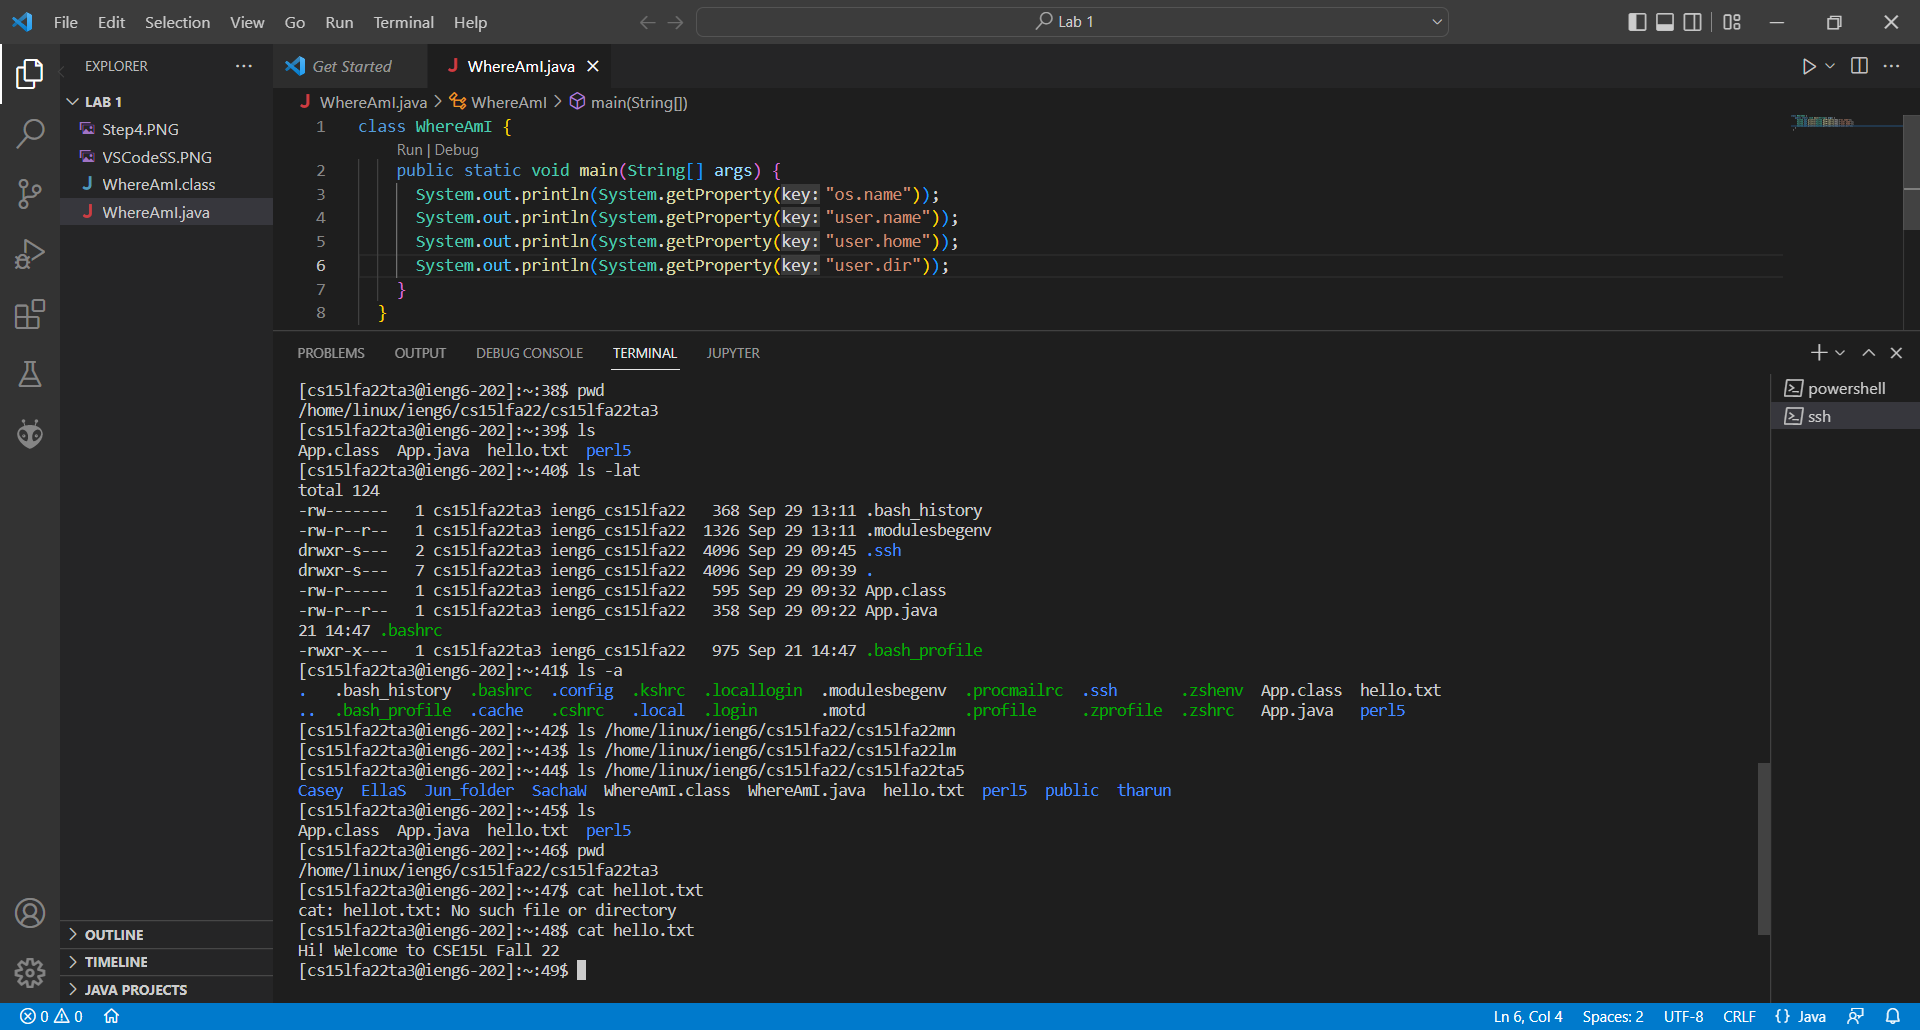 File Edit Selection View Go Run Terminal Help
Lab 1
EXPLORER
LAB 1
Step4.PNG
VSCodeSS.PNG
J WhereAmI.class
J WhereAmI.java
OUTLINE
TIMELINE
JAVA PROJECTS
Get Started
J WhereAmI.java
J WhereAmI.java > WhereAmI > main(String[])
1 class WhereAmI {
Run | Debug
2 public static void main(String[] args) {
3 System.out.println(System.getProperty(key: "os.name"));
4 System.out.println(System.getProperty(key: "user.name"));
5 System.out.println(System.getProperty(key: "user.home"));
6 System.out.println(System.getProperty(key: "user.dir"));
7 }
8 }
PROBLEMS OUTPUT DEBUG CONSOLE TERMINAL JUPYTER
powershell
ssh
[cs15lfa22ta3@ieng6-202]:~:38$ pwd
/home/linux/ieng6/cs15lfa22/cs15lfa22ta3
[cs15lfa22ta3@ieng6-202]:~:39$ ls
App.class App.java hello.txt perl5
[cs15lfa22ta3@ieng6-202]:~:40$ ls -lat
total 124
-rw------- 1 cs15lfa22ta3 ieng6_cs15lfa22 368 Sep 29 13:11 .bash_history
-rw-r--r-- 1 cs15lfa22ta3 ieng6_cs15lfa22 1326 Sep 29 13:11 .modulesbegenv
drwxr-s--- 2 cs15lfa22ta3 ieng6_cs15lfa22 4096 Sep 29 09:45 .ssh
drwxr-s--- 7 cs15lfa22ta3 ieng6_cs15lfa22 4096 Sep 29 09:39 .
-rw-r----- 1 cs15lfa22ta3 ieng6_cs15lfa22 595 Sep 29 09:32 App.class
-rw-r--r-- 1 cs15lfa22ta3 ieng6_cs15lfa22 358 Sep 29 09:22 App.java
21 14:47 .bashrc
-rwxr-x--- 1 cs15lfa22ta3 ieng6_cs15lfa22 975 Sep 21 14:47 .bash_profile
[cs15lfa22ta3@ieng6-202]:~:41$ ls -a
. .bash_history .bashrc .config .kshrc .locallogin .modulesbegenv .procmailrc .ssh .zshenv App.class hello.txt
.. .bash_profile .cache .cshrc .local .login .motd .profile .zprofile .zshrc App.java perl5
[cs15lfa22ta3@ieng6-202]:~:42$ ls /home/linux/ieng6/cs15lfa22/cs15lfa22mn
[cs15lfa22ta3@ieng6-202]:~:43$ ls /home/linux/ieng6/cs15lfa22/cs15lfa22lm
[cs15lfa22ta3@ieng6-202]:~:44$ ls /home/linux/ieng6/cs15lfa22/cs15lfa22ta5
Casey EllaS Jun_folder SachaW WhereAmI.class WhereAmI.java hello.txt perl5 public tharun
[cs15lfa22ta3@ieng6-202]:~:45$ ls
App.class App.java hello.txt perl5
[cs15lfa22ta3@ieng6-202]:~:46$ pwd
/home/linux/ieng6/cs15lfa22/cs15lfa22ta3
[cs15lfa22ta3@ieng6-202]:~:47$ cat hellot.txt
cat: hellot.txt: No such file or directory
[cs15lfa22ta3@ieng6-202]:~:48$ cat hello.txt
Hi! Welcome to CSE15L Fall 22
[cs15lfa22ta3@ieng6-202]:~:49$
0 0
Ln 6, Col 4 Spaces: 2 UTF-8 CRLF {} Java